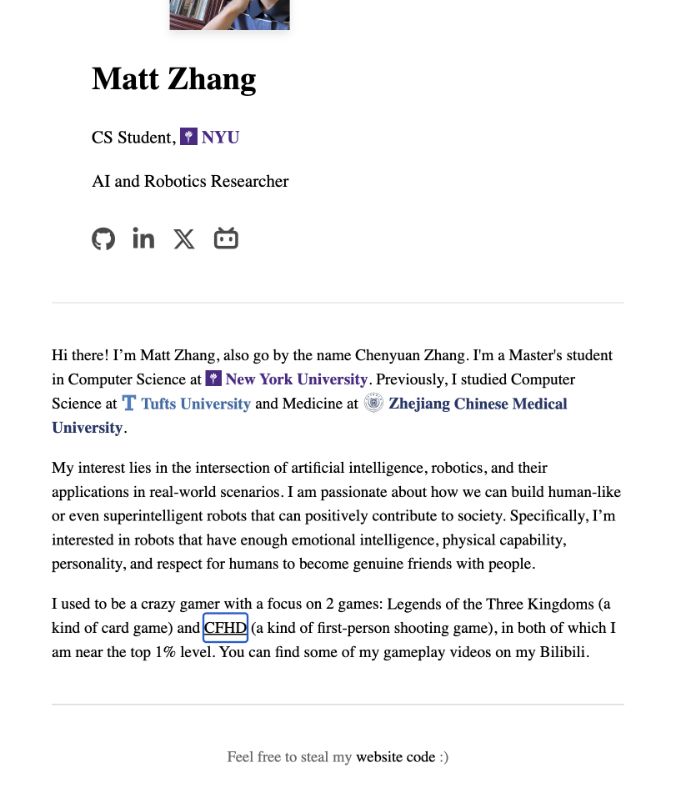 Matt Zhang
CS Student, NYU
AI and Robotics Researcher
Hi there! I’m Matt Zhang, also go by the name Chenyuan Zhang. I'm a Master's student
in Computer Science at New York University. Previously, I studied Computer
Science at Tufts University and Medicine at Zhejiang Chinese Medical
University.
My interest lies in the intersection of artificial intelligence, robotics, and their
applications in real-world scenarios. I am passionate about how we can build human-like
or even superintelligent robots that can positively contribute to society. Specifically, I’m
interested in robots that have enough emotional intelligence, physical capability,
personality, and respect for humans to become genuine friends with people.
I used to be a crazy gamer with a focus on 2 games: Legends of the Three Kingdoms (a
kind of card game) and CFHD (a kind of first-person shooting game), in both of which I
am near the top 1% level. You can find some of my gameplay videos on my Bilibili.
Feel free to steal my website code :)